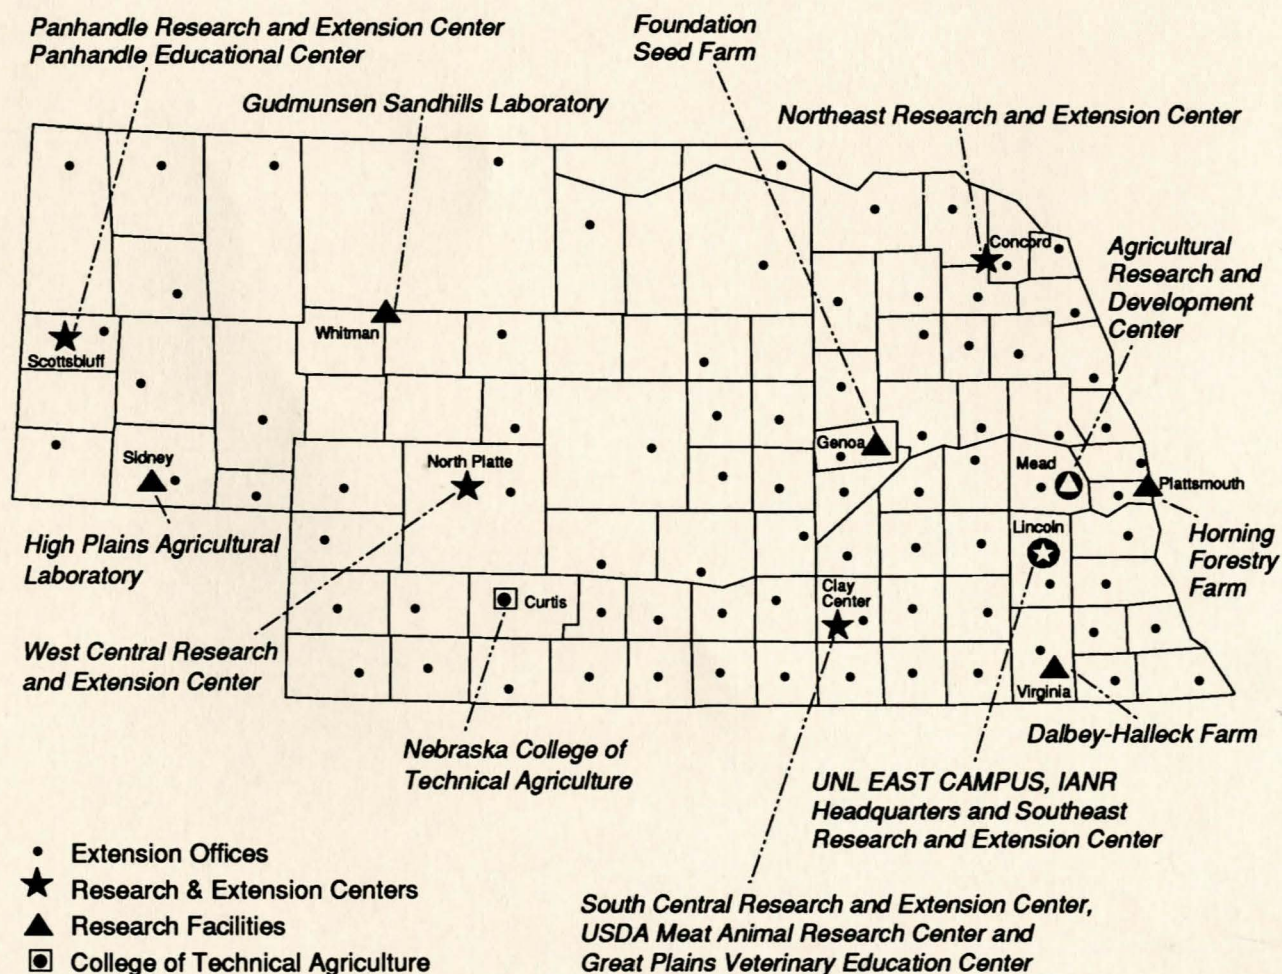 Panhandle Research and Extension Center
Panhandle Educational Center
Foundation
Seed Farm
Gudmunsen Sandhills Laboratory
Northeast Research and Extension Center
Concord
Agricultural
Research and
Development
Center
Whitman
Scottsbluff
Genoa
Sidney
North Platte
Mead
Plattsmouth
High Plains Agricultural
Laboratory
Lincoln
Horning
Forestry
Farm
Clay
Center
Curtis
West Central Research
and Extension Center
Virginia
Dalbey-Halleck Farm
Nebraska College of
Technical Agriculture
UNL EAST CAMPUS, IANR
Headquarters and Southeast
Research and Extension Center
Extension Offices
Research & Extension Centers
Research Facilities
College of Technical Agriculture
South Central Research and Extension Center,
USDA Meat Animal Research Center and
Great Plains Veterinary Education Center